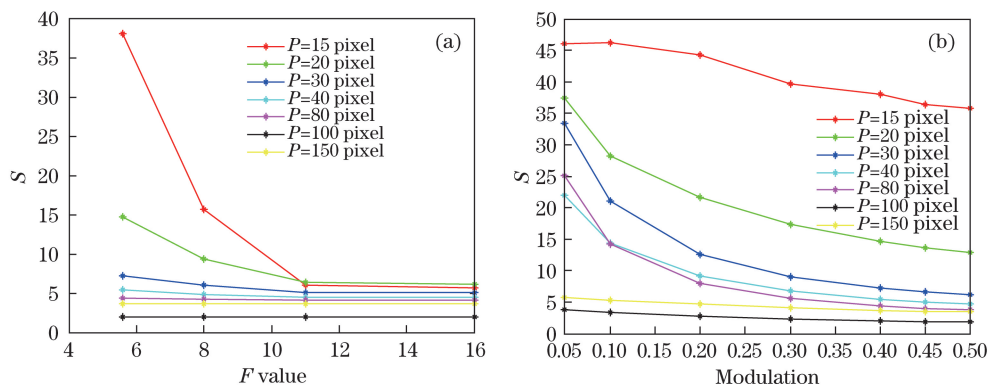 40
35
30
25
20
15
10
5
0
S
(a)
P=15 pixel
P=20 pixel
P=30 pixel
P=40 pixel
P=80 pixel
P=100 pixel
P=150 pixel
4 6 8 10 12 14 16
F value
50
45
40
35
30
25
20
15
10
5
0
S
(b)
P=15 pixel
P=20 pixel
P=30 pixel
P=40 pixel
P=80 pixel
P=100 pixel
P=150 pixel
0.05 0.10 0.15 0.20 0.25 0.30 0.35 0.40 0.45 0.50
Modulation